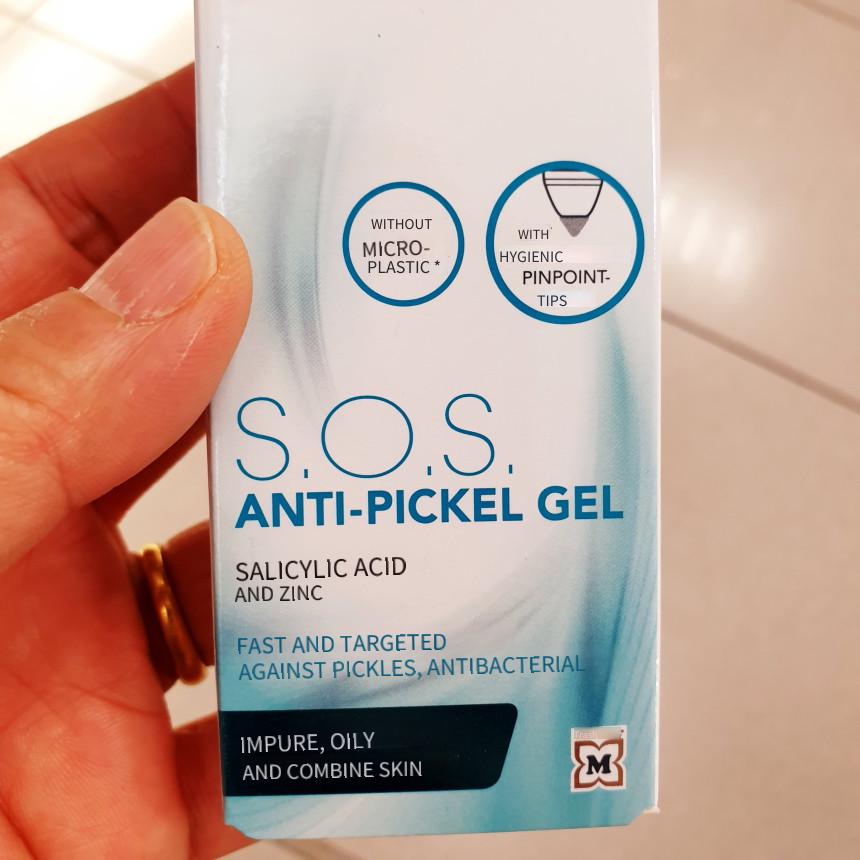 WITHOUT
MICRO-
PLASTIC *
WITH
HYGIENIC
PINPOINT-
TIPS
S.O.S.
ANTI-PICKEL GEL
SALICYLIC ACID
AND ZINC
FAST AND TARGETED
AGAINST PICKLES, ANTIBACTERIAL
IMPURE, OILY
AND COMBINE SKIN
M